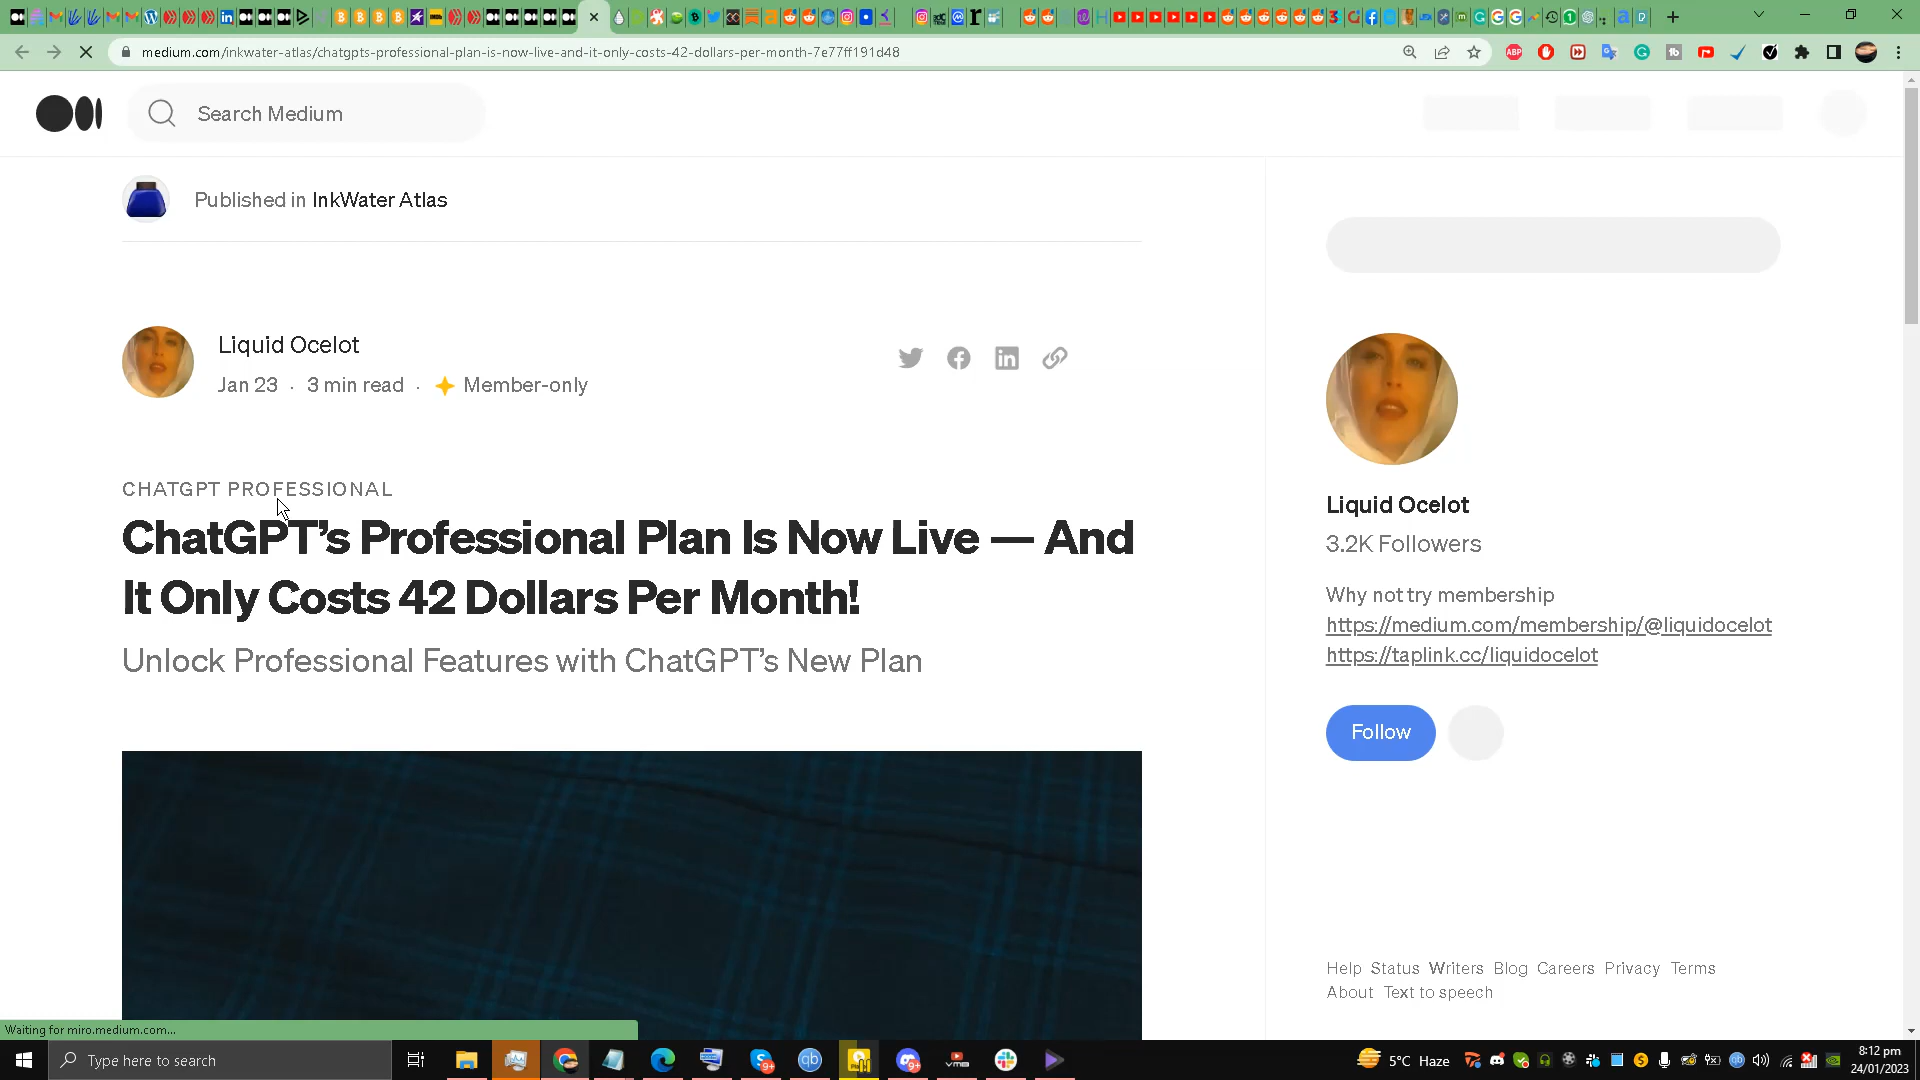 medium.com/inkwater-atlas/chatgpts-professional-plan-is-now-live-and-it-only-costs-42-dollars-per-month-7e77ff191d48
Search Medium
Published in InkWater Atlas
Liquid Ocelot
Jan 23 · 3 min read · Member-only
CHATGPT PROFESSIONAL
ChatGPT’s Professional Plan Is Now Live — And
It Only Costs 42 Dollars Per Month!
Unlock Professional Features with ChatGPT’s New Plan
Liquid Ocelot
3.2K Followers
Why not try membership
https://medium.com/membership/@liquidocelot
https://taplink.cc/liquidocelot
Follow
Help Status Writers Blog Careers Privacy Terms
About Text to speech
Waiting for miro.medium.com...
Type here to search
5°C Haze
8:12 pm
24/01/2023